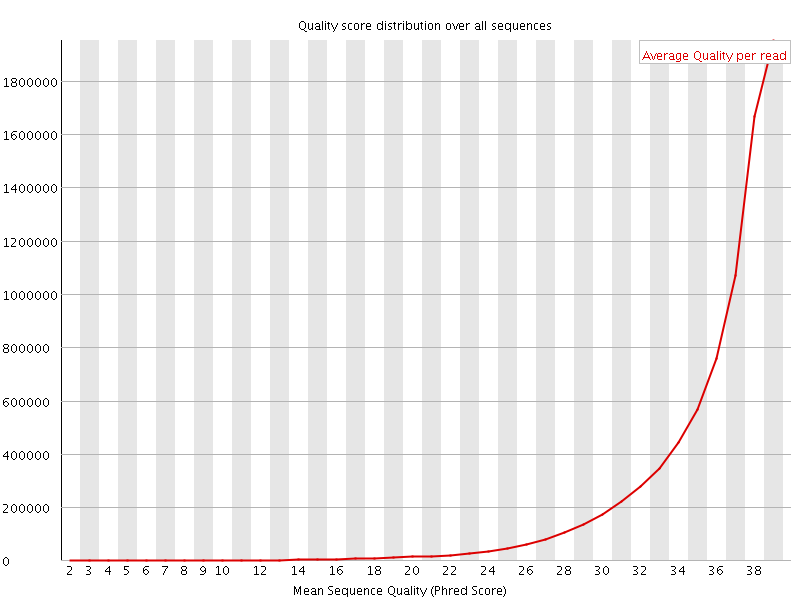 Quality score distribution over all sequences
Average Quality per read
1800000
1600000
1400000
1200000
1000000
800000
600000
400000
200000
0
2 3 4 5 6 7 8 9 10 12 14 16 18 20 22 24 26 28 30 32 34 36 38
Mean Sequence Quality (Phred Score)